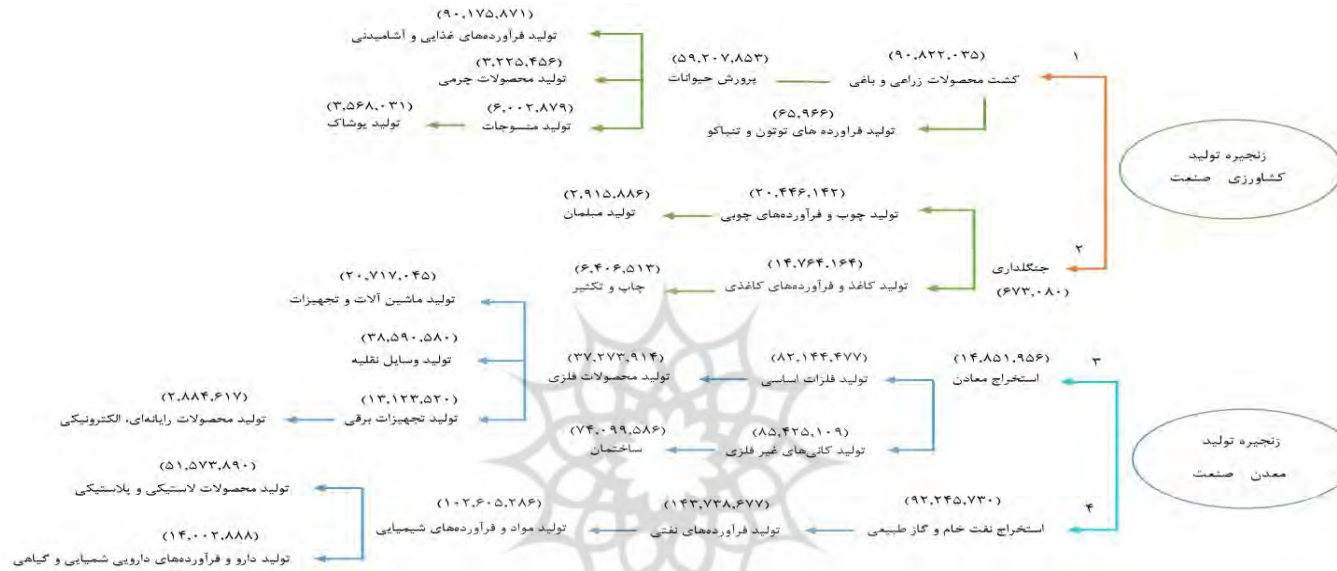 زنجیره تولید
کشاورزی صنعت
۱
(۹۰,۸۲۲,۰۳۵)
کشت محصولات زراعی و باغی
(۵۹,۲۰۷,۸۵۳)
پرورش حیوانات
(۹۰,۱۷۵,۸۷۱)
تولید فرآورده‌های غذایی و آشامیدنی
(۳,۲۲۵,۴۵۶)
تولید محصولات چرمی
(۶,۰۰۲,۸۷۹)
تولید منسوجات
(۳,۵۶۸,۰۳۱)
تولید پوشاک
(۶۵,۹۶۶)
تولید فراورده های توتون و تنباکو
۲
جنگلداری
(۶۷۳,۰۸۰)
(۲۰,۴۴۶,۱۴۲)
تولید چوب و فرآورده‌های چوبی
(۲,۹۱۵,۸۸۶)
تولید مبلمان
(۱۴,۷۶۴,۱۶۴)
تولید کاغذ و فرآورده‌های کاغذی
(۶,۴۰۶,۵۱۳)
چاپ و تکثیر
زنجیره تولید
معدن صنعت
۳
(۱۴,۸۵۱,۹۵۶)
استخراج معادن
(۸۲,۱۴۴,۴۷۷)
تولید فلزات اساسی
(۳۷,۲۷۳,۹۱۴)
تولید محصولات فلزی
(۲۰,۷۱۷,۰۴۵)
تولید ماشین آلات و تجهیزات
(۳۸,۵۹۰,۵۸۰)
تولید وسایل نقلیه
(۱۳,۱۲۳,۵۲۰)
تولید تجهیزات برقی
(۲,۸۸۴,۶۱۷)
تولید محصولات رایانه‌ای، الکترونیکی
(۸۵,۴۲۵,۱۰۹)
تولید کانی‌های غیر فلزی
(۷۴,۰۹۹,۵۸۶)
ساختمان
۴
(۹۲,۲۴۵,۷۳۰)
استخراج نفت خام و گاز طبیعی
(۱۴۳,۷۳۸,۶۷۷)
تولید فرآورده‌های نفتی
(۱۰۲,۶۰۵,۲۸۶)
تولید مواد و فرآورده‌های شیمیایی
(۵۱,۵۷۳,۸۹۰)
تولید محصولات لاستیکی و پلاستیکی
(۱۴,۰۰۲,۸۸۸)
تولید دارو و فرآورده‌های دارویی شمیایی و گیاهی